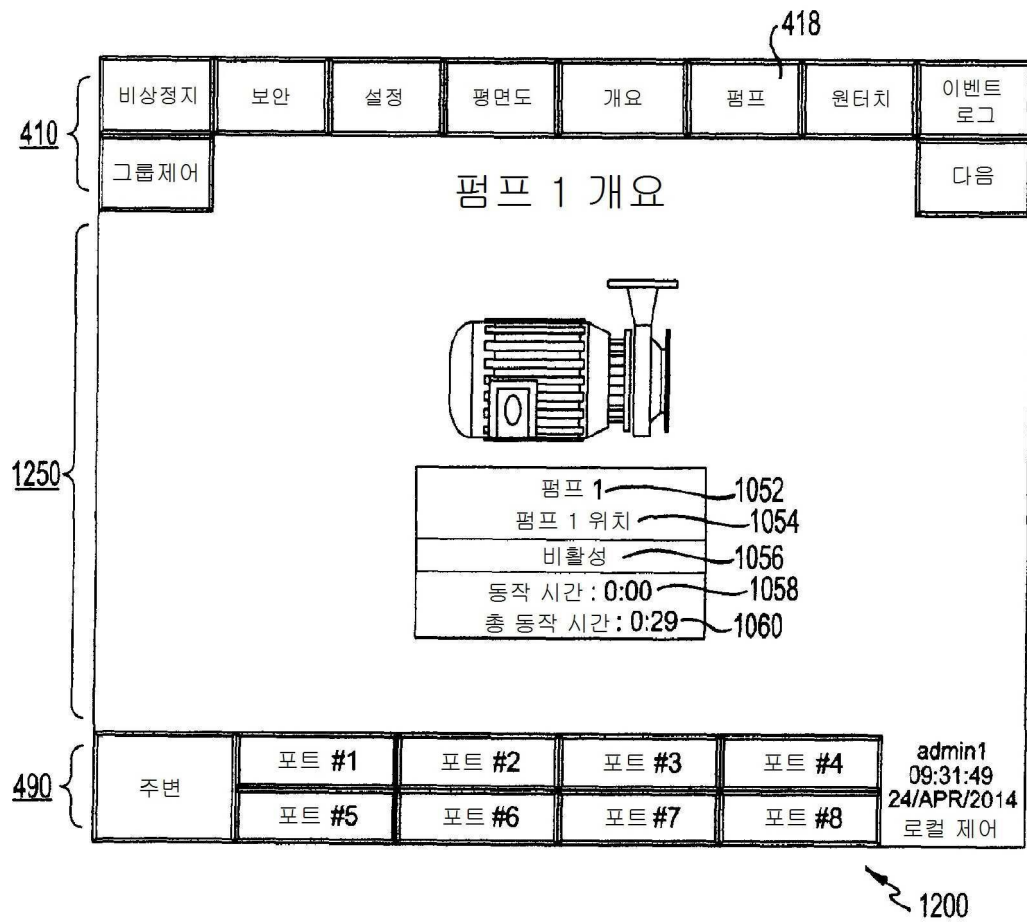 418
410
비상정지 보안 설정 평면도 개요 펌프 원터치 이벤트
로그
그룹제어 다음
펌프 1 개요
1250
펌프 1 1052
펌프 1 위치 1054
비활성 1056
동작 시간 : 0:00 1058
총 동작 시간 : 0:29 1060
490
주변
포트 #1 포트 #2 포트 #3 포트 #4
포트 #5 포트 #6 포트 #7 포트 #8
admin1
09:31:49
24/APR/2014
로컬 제어
1200